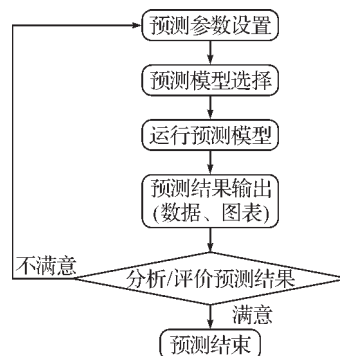 预测参数设置
预测模型选择
运行预测模型
预测结果输出
(数据、图表)
不满意
分析/评价预测结果
满意
预测结束